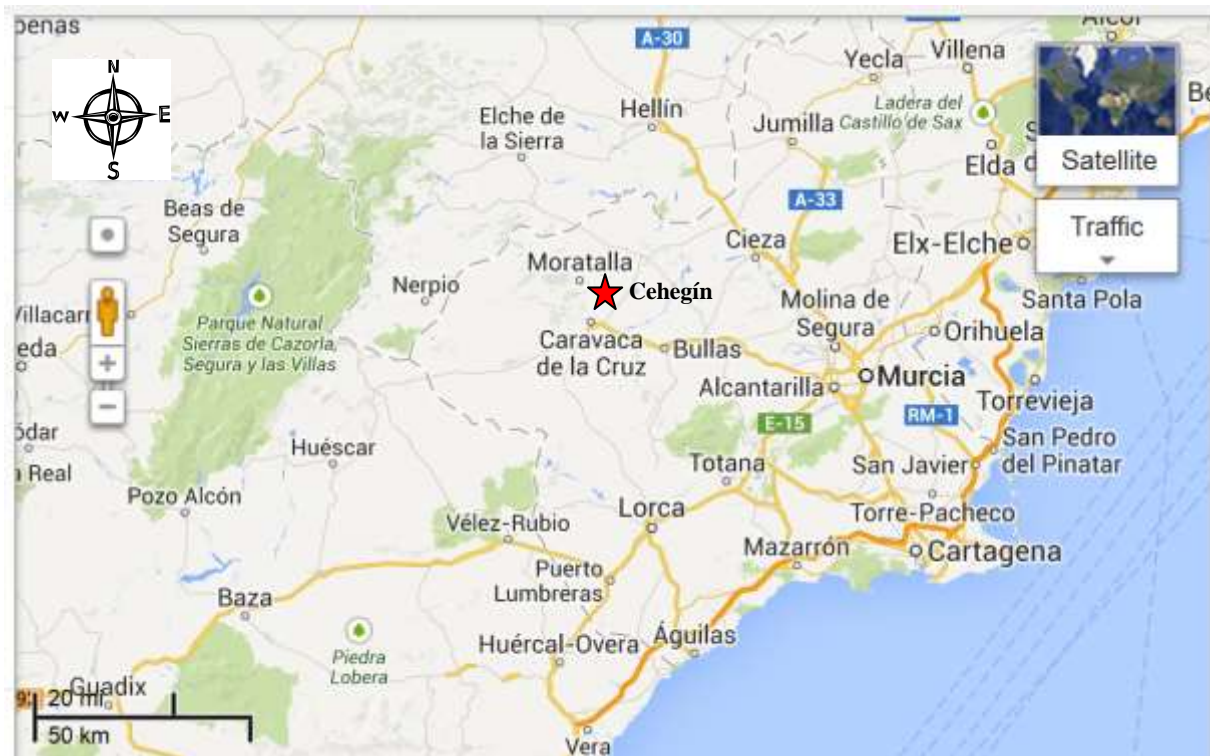 A-30
Alcoi
Yecla
Villena
N
W
E
S
Elche de
la Sierra
Hellín
Jumilla
Ladera del
Castillo de Sax
Elda
Satellite
Beas de
Segura
A-33
Traffic
Cieza
Elx-Elche
Moratalla
Nerpio
Cehegín
Molina de
Segura
Santa Pola
Parque Natural
Sierras de Cazorla,
Segura y las Villas
Caravaca
de la Cruz
Bullas
Orihuela
Alcantarilla
Murcia
Torrevieja
E-15
RM-1
Huéscar
Totana
San Javier
San Pedro
del Pinatar
Pozo Alcón
Vélez-Rubio
Lorca
Torre-Pacheco
Mazarrón
Cartagena
Puerto
Lumbreras
Baza
Huércal-Overa
Águilas
Piedra
Lobera
Guadix
20 mi
50 km
Vera